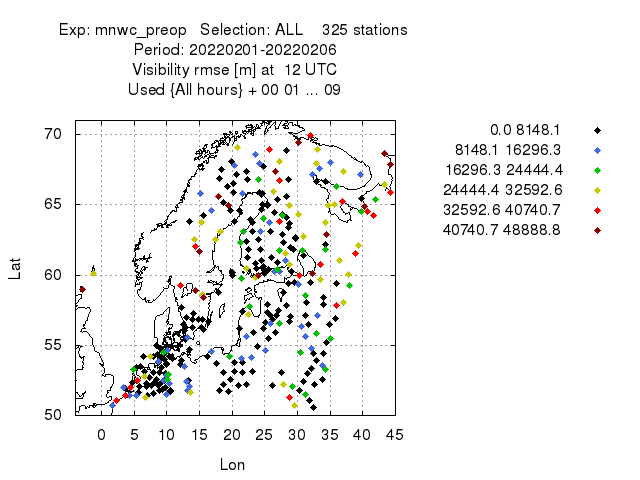 Exp: mnwc_preop   Selection: ALL    325 stations
Period: 20220201-20220206
Visibility rmse [m] at  12 UTC
Used {All hours} + 00 01 ... 09
70
65
60
55
50
Lat
0 5 10 15 20 25 30 35 40 45
Lon
0.0 8148.1
8148.1 16296.3
16296.3 24444.4
24444.4 32592.6
32592.6 40740.7
40740.7 48888.8